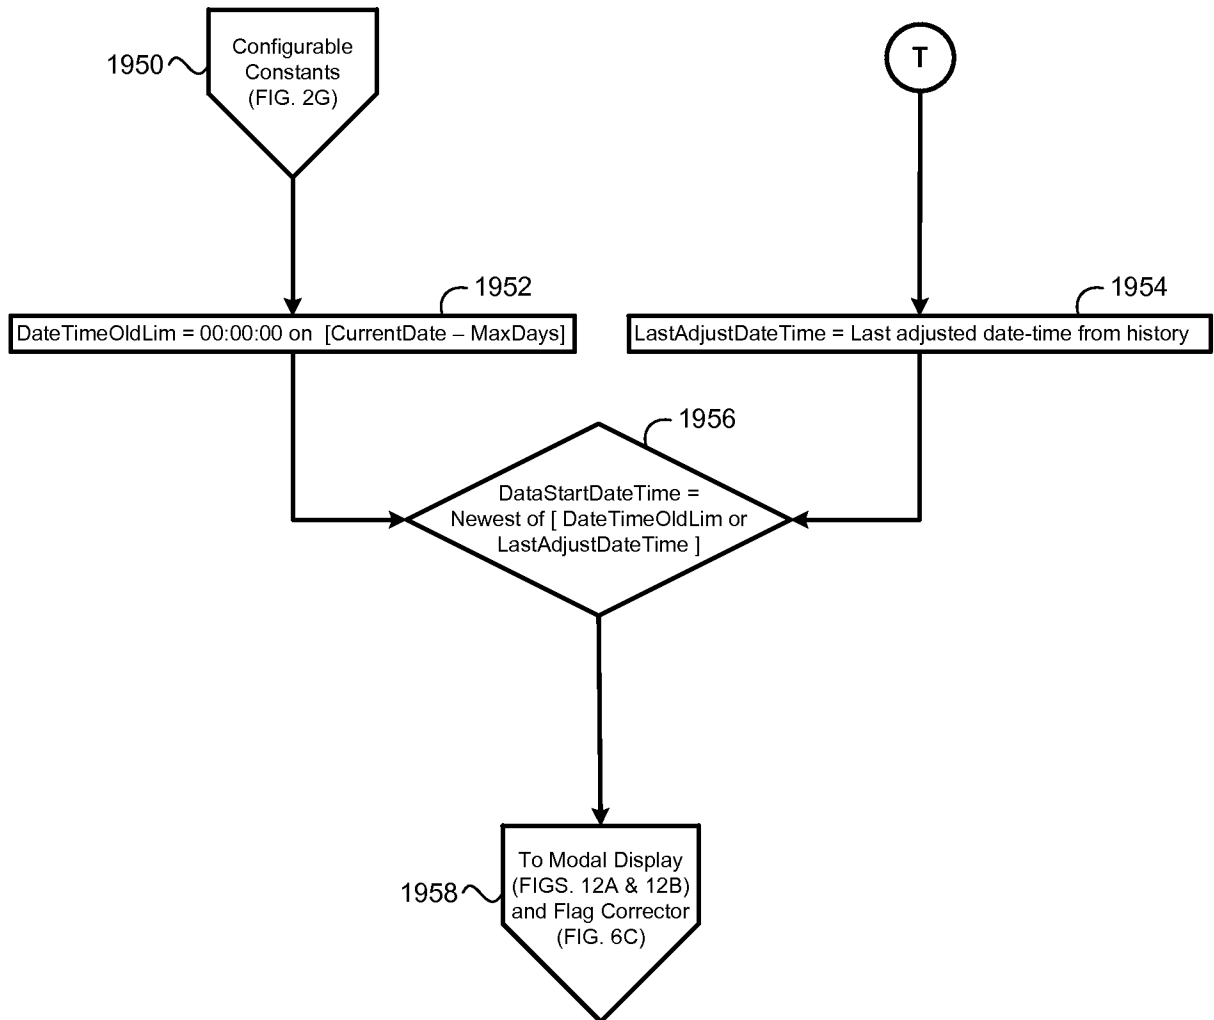 1950
Configurable
Constants
(FIG. 2G)
T
1952
DateTimeOldLim = 00:00:00 on [CurrentDate – MaxDays]
1954
LastAdjustDateTime = Last adjusted date-time from history
1956
DataStartDateTime =
Newest of [ DateTimeOldLim or
LastAdjustDateTime ]
1958
To Modal Display
(FIGS. 12A & 12B)
and Flag Corrector
(FIG. 6C)